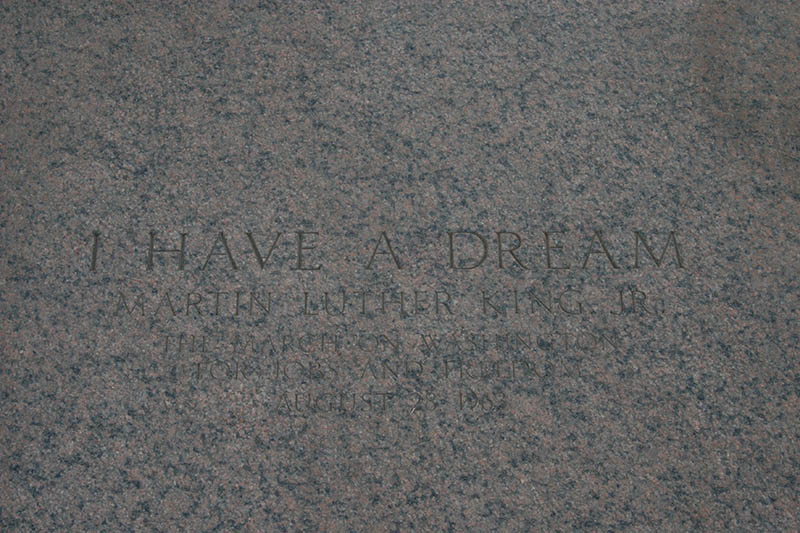 I HAVE A DREAM
MARTIN LUTHER KING, JR.
THE MARCH ON WASHINGTON
FOR JOBS AND FREEDOM
AUGUST 28, 1963